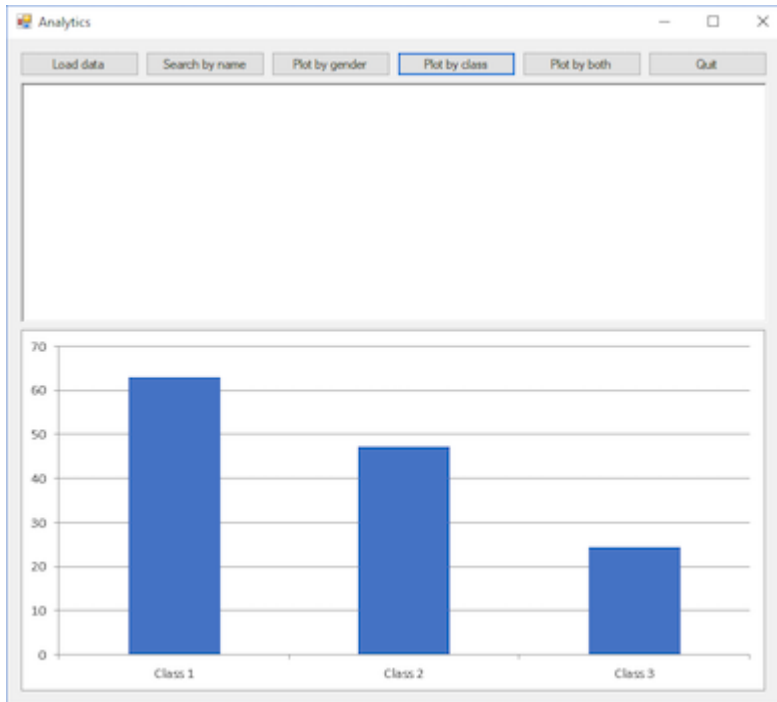 Analytics
Load data Search by name Plot by gender Plot by class Plot by both Quit
70
60
50
40
30
20
10
0
Class 1 Class 2 Class 3